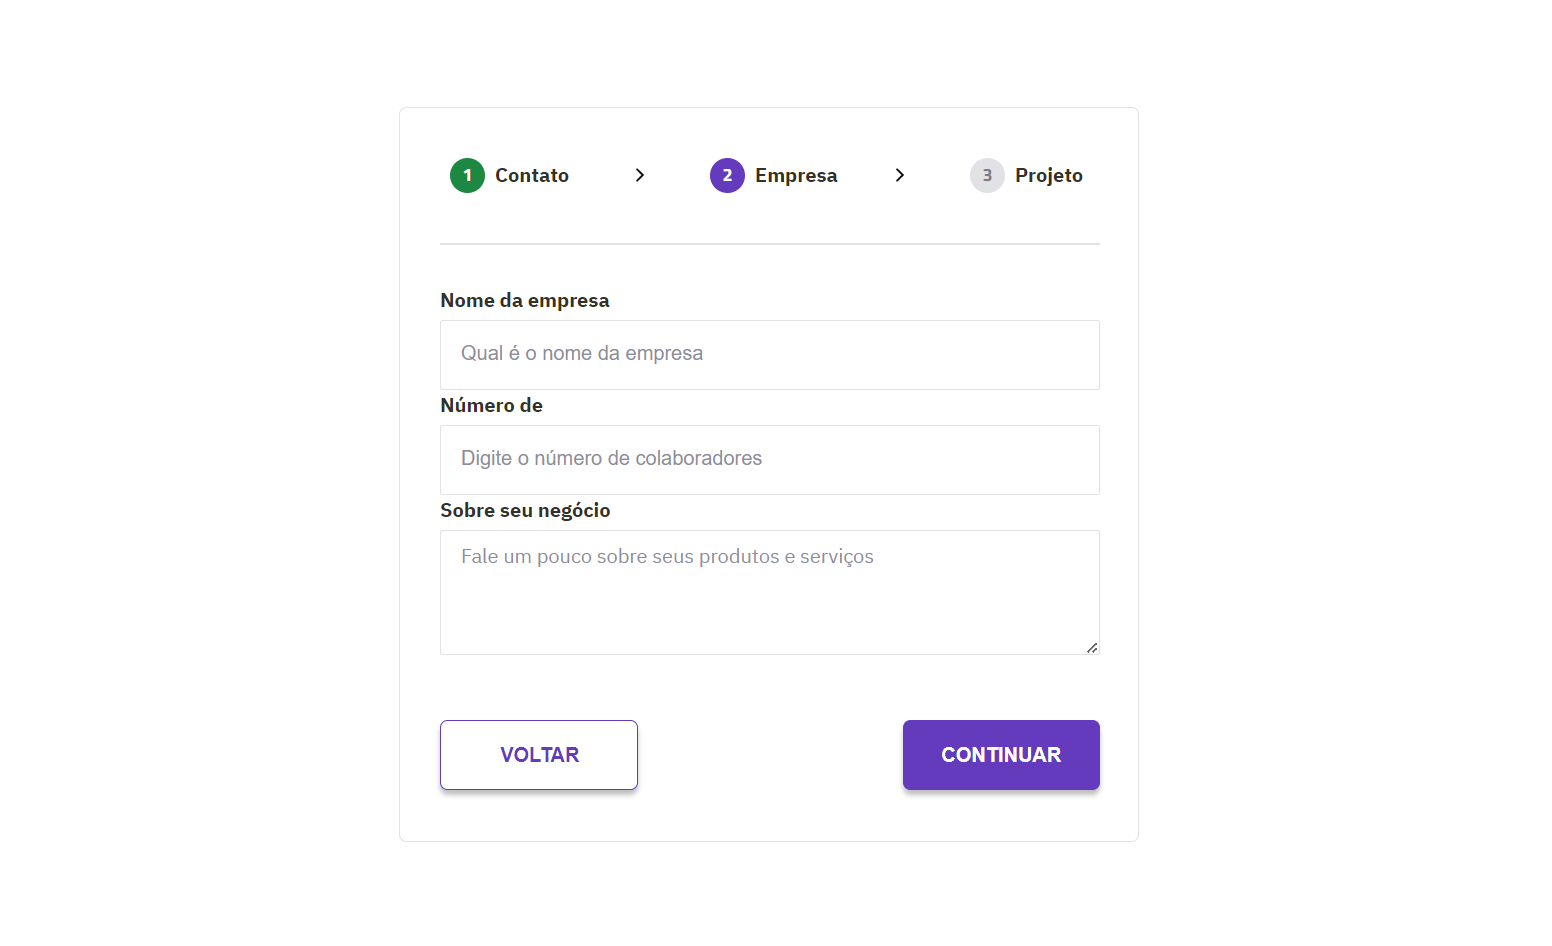 1 Contato > 2 Empresa > 3 Projeto
Nome da empresa
Qual é o nome da empresa
Número de
Digite o número de colaboradores
Sobre seu negócio
Fale um pouco sobre seus produtos e serviços
VOLTAR CONTINUAR